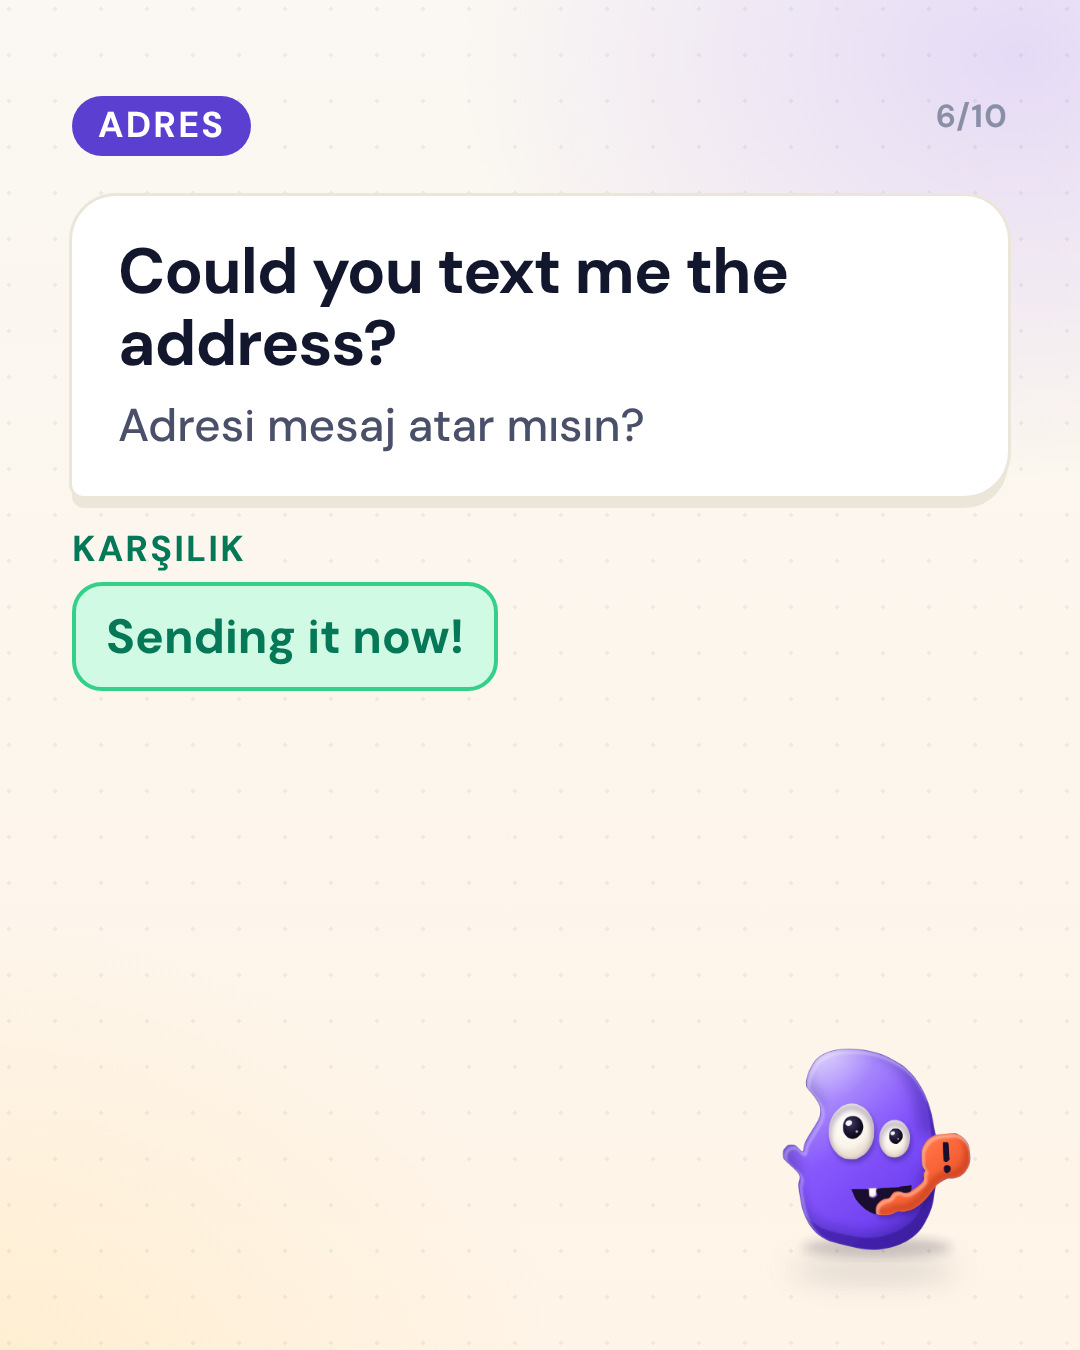 ADRES
6/10
Could you text me the
address?
Adresi mesaj atar mısın?
KARŞILIK
Sending it now!
!